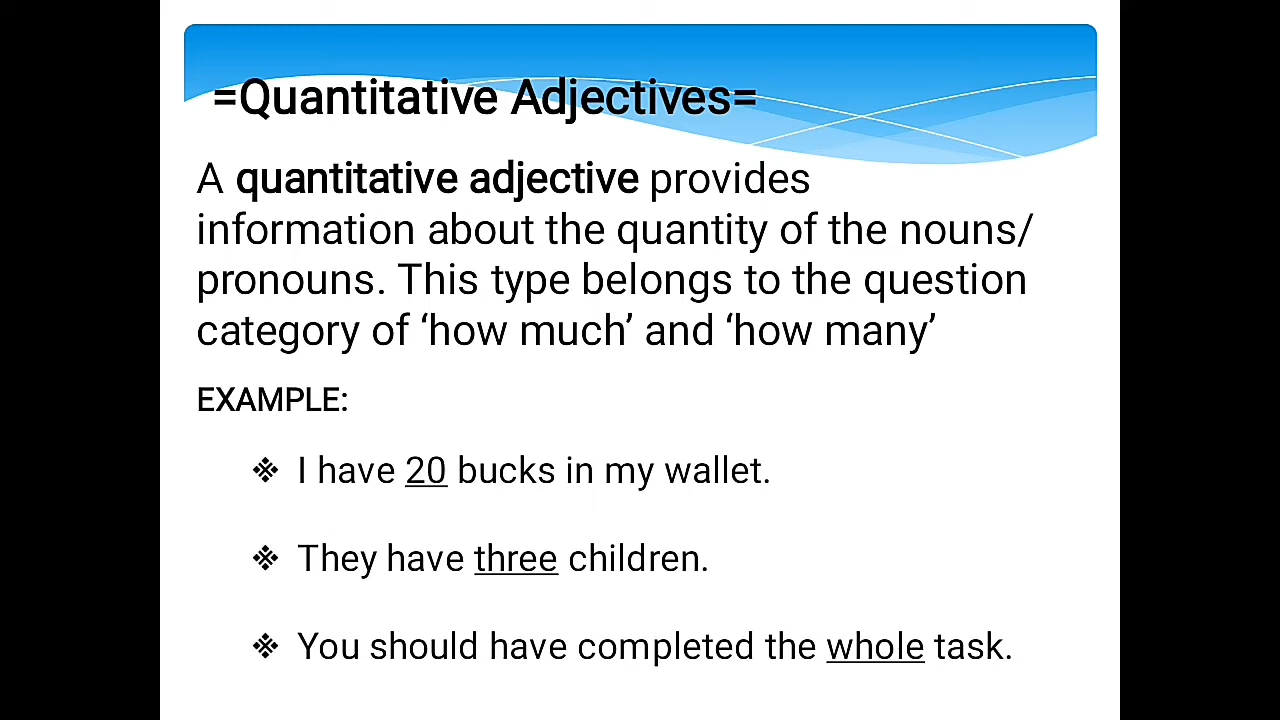 =Quantitative Adjectives=
A quantitative adjective provides
information about the quantity of the nouns/
pronouns. This type belongs to the question
category of ‘how much’ and ‘how many’
EXAMPLE:
❖ I have 20 bucks in my wallet.
❖ They have three children.
❖ You should have completed the whole task.